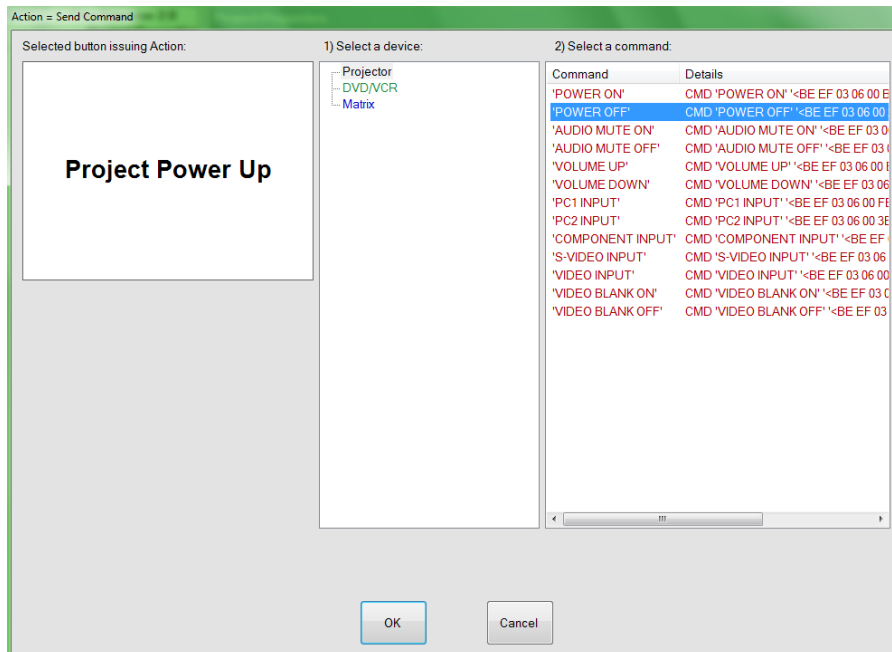 Action = Send Command
Selected button issuing Action:
1) Select a device:
2) Select a command:
Project Power Up
Projector
DVD/VCR
Matrix
Command Details
'POWER ON' CMD 'POWER ON' '<BE EF 03 06 00
'POWER OFF' CMD 'POWER OFF' '<BE EF 03 06 00
'AUDIO MUTE ON' CMD 'AUDIO MUTE ON' '<BE EF 03
'AUDIO MUTE OFF' CMD 'AUDIO MUTE OFF' '<BE EF 03
'VOLUME UP' CMD 'VOLUME UP' '<BE EF 03 06 00
'VOLUME DOWN' CMD 'VOLUME DOWN' '<BE EF 03 06
'PC1 INPUT' CMD 'PC1 INPUT' '<BE EF 03 06 00 FE
'PC2 INPUT' CMD 'PC2 INPUT' '<BE EF 03 06 00 3E
'COMPONENT INPUT' CMD 'COMPONENT INPUT' '<BE EF
'S-VIDEO INPUT' CMD 'S-VIDEO INPUT' '<BE EF 03 06
'VIDEO INPUT' CMD 'VIDEO INPUT' '<BE EF 03 06 00
'VIDEO BLANK ON' CMD 'VIDEO BLANK ON' '<BE EF 03
'VIDEO BLANK OFF' CMD 'VIDEO BLANK OFF' '<BE EF 03
OK
Cancel